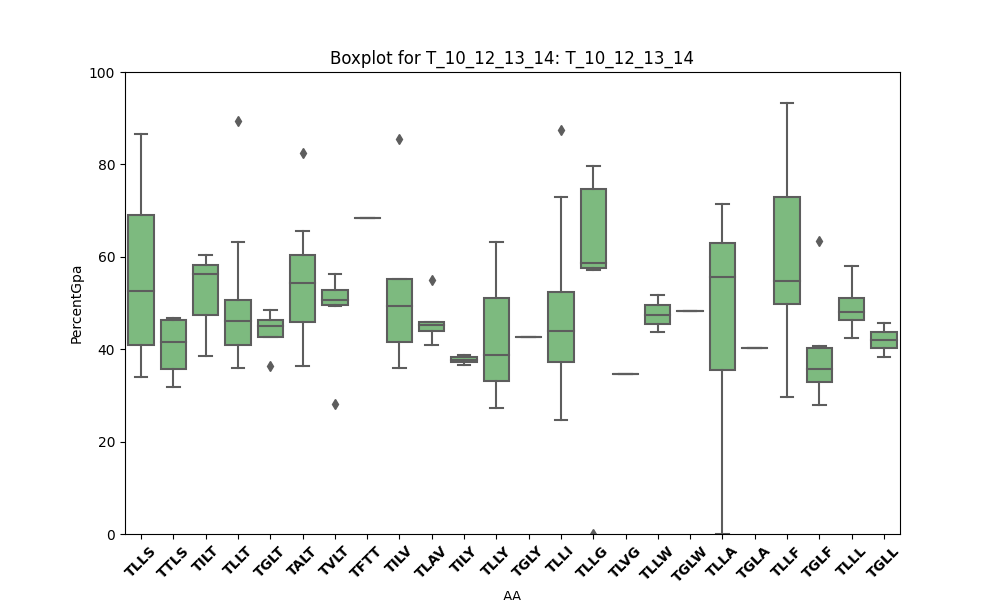 Boxplot for T_10_12_13_14: T_10_12_13_14
PercentGpa
100
80
60
40
20
0
TLLS TTLS TILT TLLT TGLT TALT TVLT TFTT TILV TLAV TILY TLLY TGLY TLLI TLLG TLVG TLLW TGLW TLLA TGLA TLLF TGLF TLLL TGLL
AA